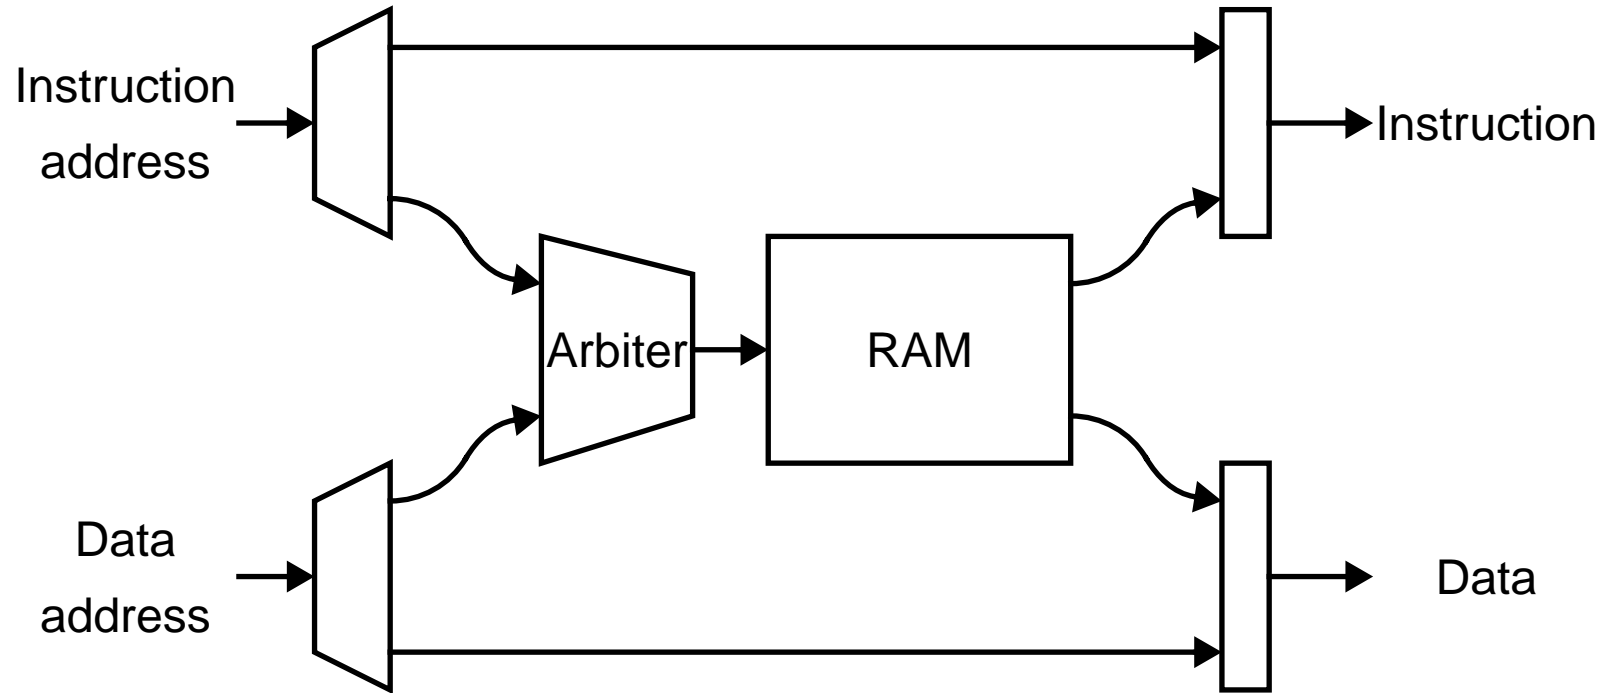 Instruction
address
Instruction
Arbiter
RAM
Data
address
Data